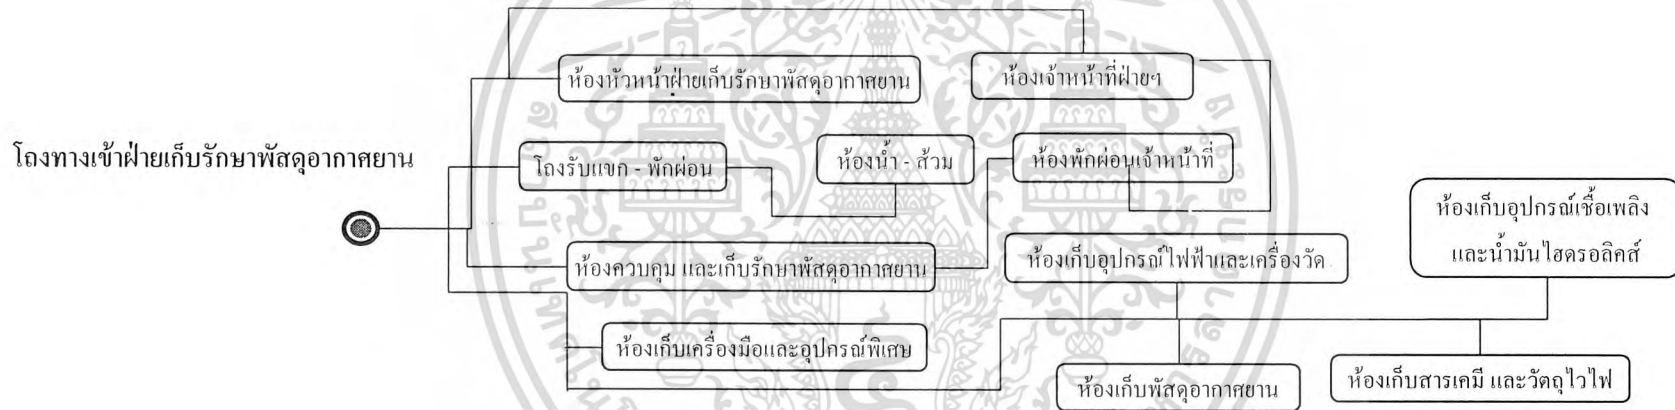 ห้องหัวหน้าฝ่ายเก็บรักษาพัสดุอากาศยาน
ห้องเจ้าหน้าที่ฝ่ายฯ
โถงทางเข้าฝ่ายเก็บรักษาพัสดุอากาศยาน
โถงรับแขก - พักผ่อน
ห้องน้ำ - ส้วม
ห้องพักผ่อนเจ้าหน้าที่
ห้องเก็บอุปกรณ์เชื้อเพลิง
และน้ำมันไฮดรอลิคส์
ห้องควบคุม และเก็บรักษาพัสดุอากาศยาน
ห้องเก็บอุปกรณ์ไฟฟ้าและเครื่องวัด
ห้องเก็บเครื่องมือและอุปกรณ์พิเศษ
ห้องเก็บพัสดุอากาศยาน
ห้องเก็บสารเคมี และวัตถุไวไฟ